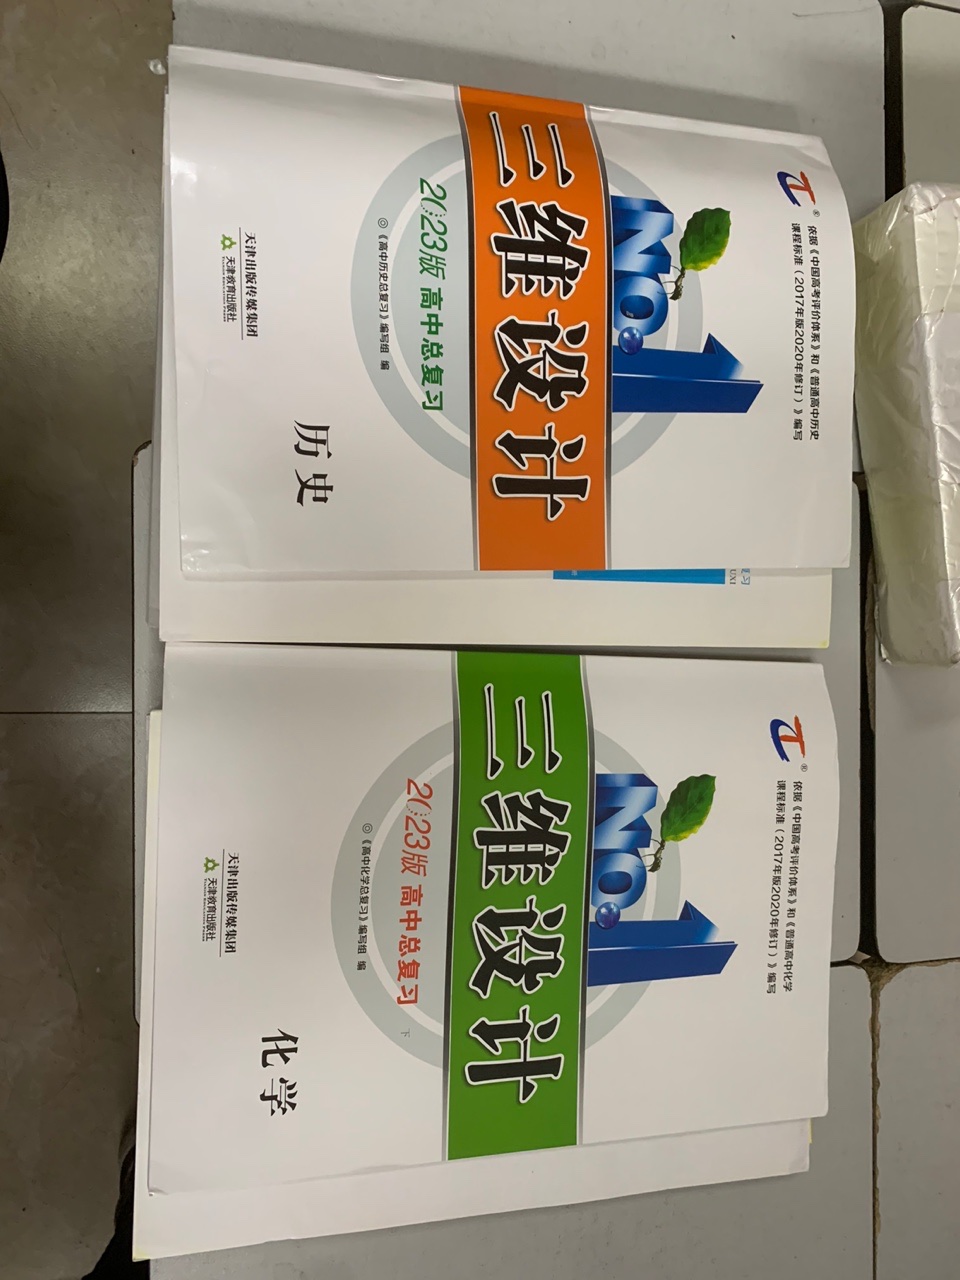 依据《中国高考评价体系》和《普通高中历史
课程标准（2017年版2020年修订）》编写
NO.1
三维设计
2023版 高中总复习
◎《高中历史总复习》编写组 编
历史
天津出版传媒集团
天津教育出版社
复习
UXI
依据《中国高考评价体系》和《普通高中化学
课程标准（2017年版2020年修订）》编写
NO.1
三维设计
2023版 高中总复习
下
◎《高中化学总复习》编写组 编
化学
天津出版传媒集团
天津教育出版社